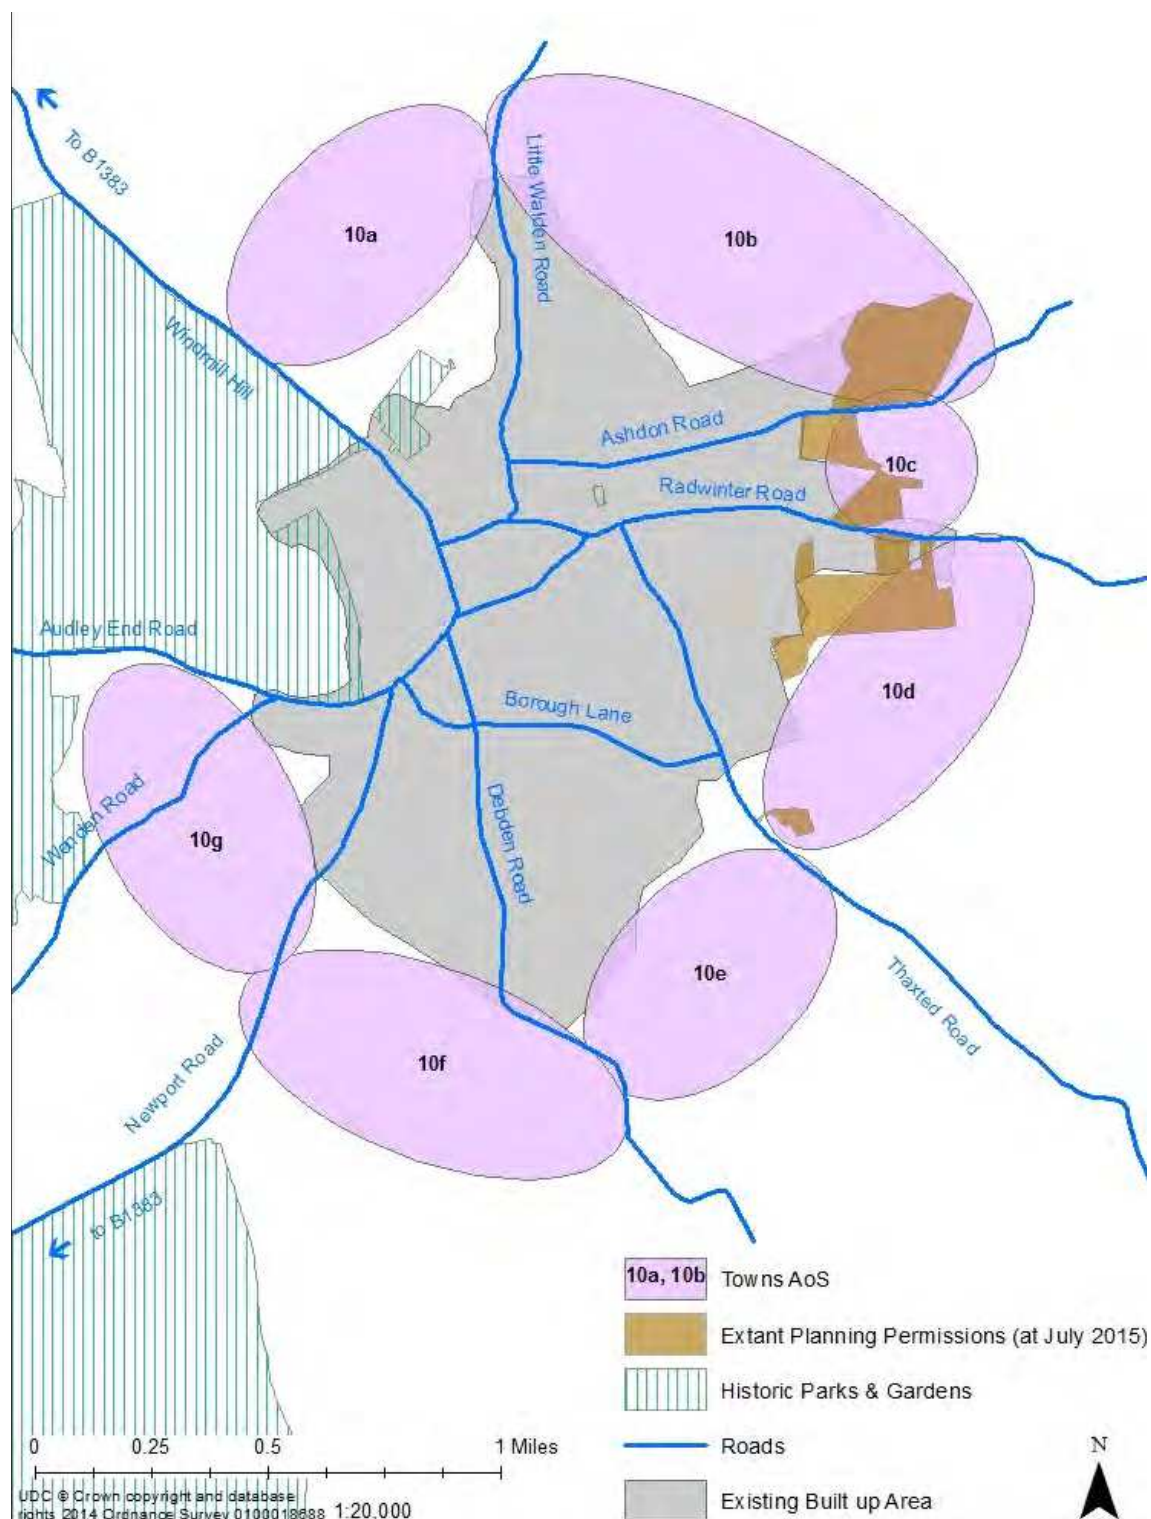 To B1383
10a
Little Walden Road
10b
Windmill Hill
Ashdon Road
10c
Radwinter Road
Audley End Road
10d
Borough Lane
Wenden Road
10g
Debden Road
10e
Thaxted Road
10f
Newport Road
to B1383
10a, 10b Towns AoS
Extant Planning Permissions (at July 2015)
Historic Parks & Gardens
0 0.25 0.5 1 Miles
Roads
N
UDC © Crown copyright and database
rights 2014 Ordnance Survey 0100018688
1:20.000
Existing Built up Area